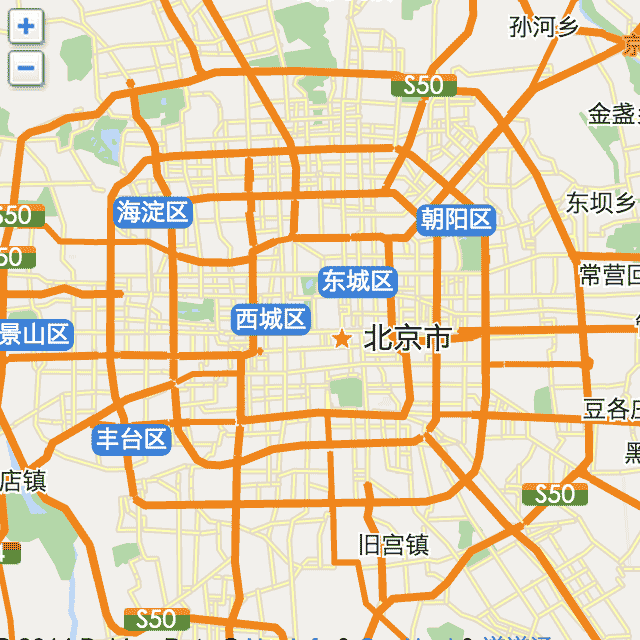 孙河乡
S50
金盏
东坝乡
海淀区
朝阳区
S50
S50
常营回
东城区
西城区
景山区
北京市
豆各庄
丰台区
店镇
S50
旧宫镇
S50